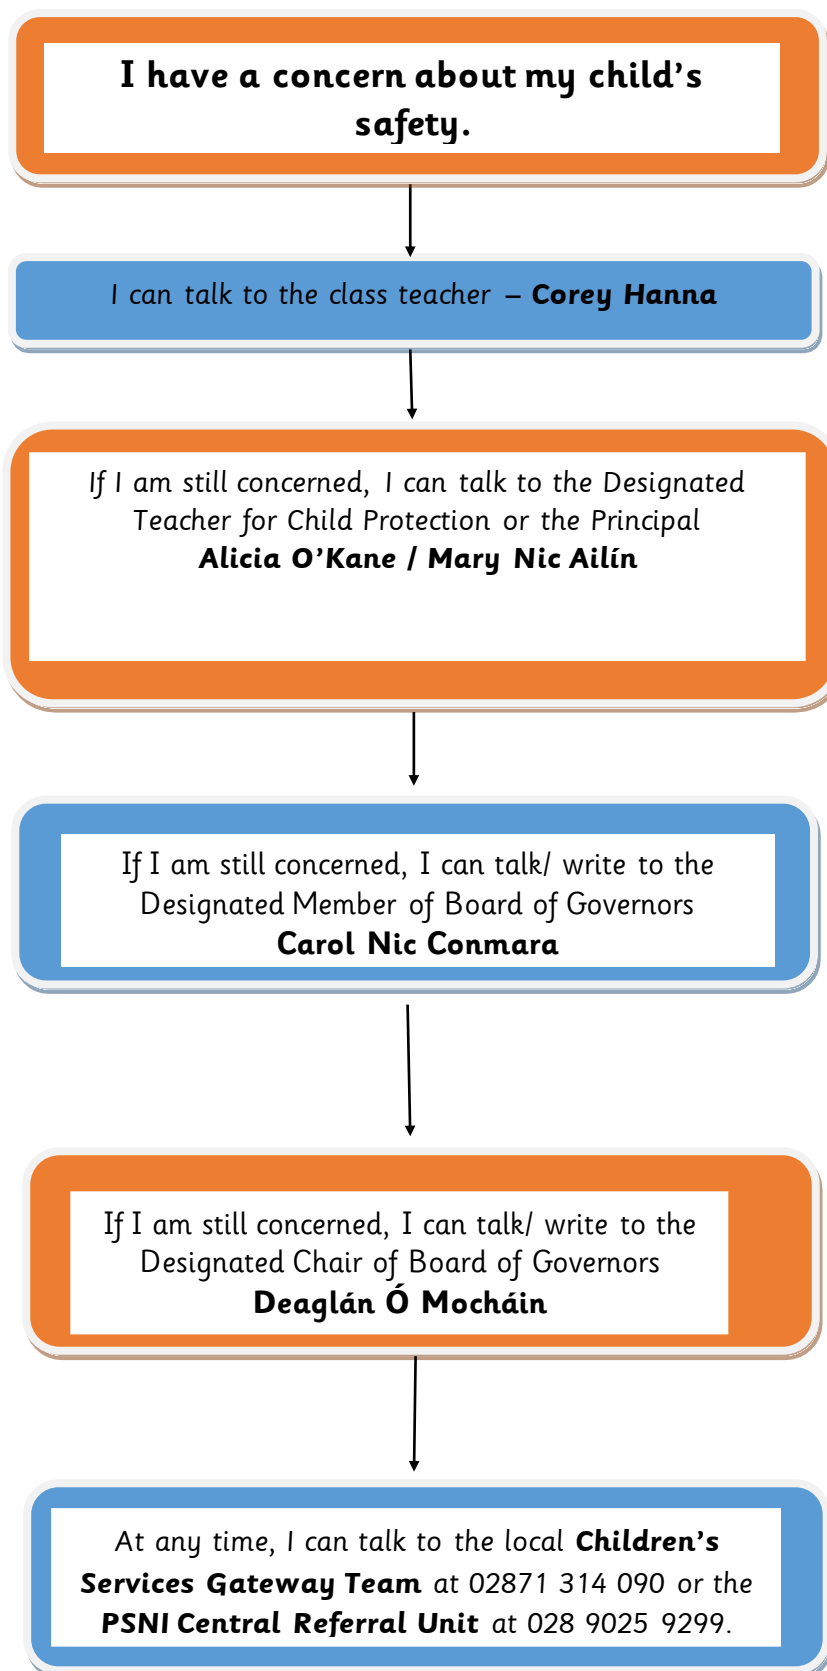 I have a concern about my child's
safety.
I can talk to the class teacher – Corey Hanna
If I am still concerned, I can talk to the Designated
Teacher for Child Protection or the Principal
Alicia O'Kane / Mary Nic Ailín
If I am still concerned, I can talk/ write to the
Designated Member of Board of Governors
Carol Nic Conmara
If I am still concerned, I can talk/ write to the
Designated Chair of Board of Governors
Deaglán Ó Mocháin
At any time, I can talk to the local Children's
Services Gateway Team at 02871 314 090 or the
PSNI Central Referral Unit at 028 9025 9299.